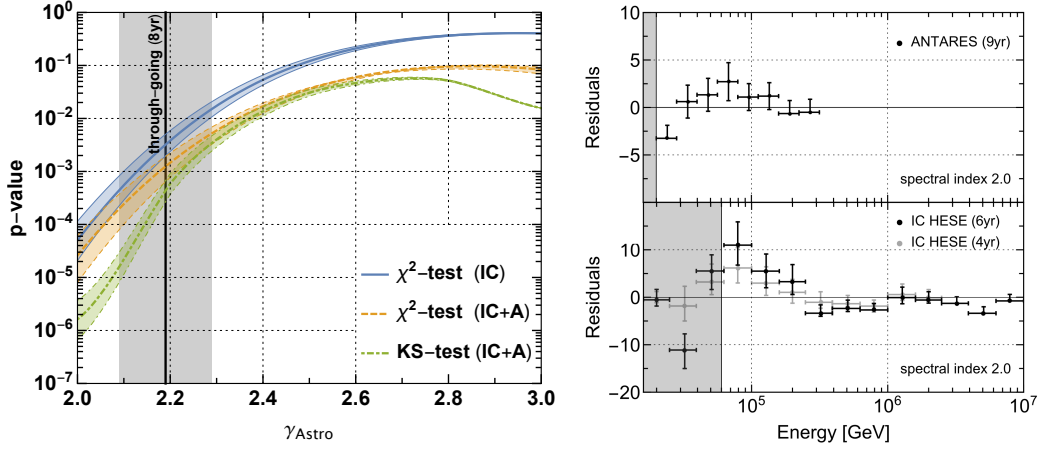 10⁰
10⁻¹
10⁻²
10⁻³
10⁻⁴
10⁻⁵
10⁻⁶
10⁻⁷
p−value
through−going (8yr)
χ²−test (IC)
χ²−test (IC+A)
KS−test (IC+A)
2.0 2.2 2.4 2.6 2.8 3.0
γAstro
10
5
0
−5
Residuals
ANTARES (9yr)
spectral index 2.0
10
0
−10
−20
Residuals
IC HESE (6yr)
IC HESE (4yr)
spectral index 2.0
10⁵ 10⁶ 10⁷
Energy [GeV]